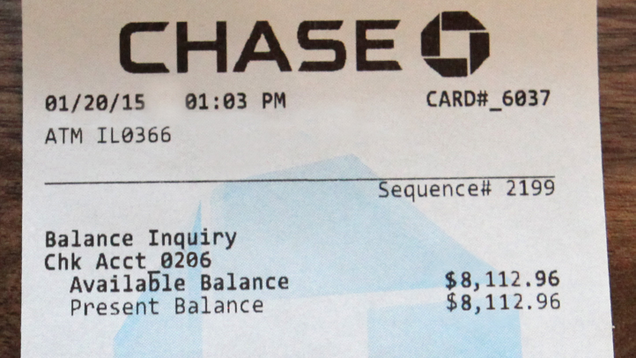 CHASE
01/20/15 01:03 PM CARD#_6037
ATM IL0366
Sequence# 2199
Balance Inquiry
Chk Acct_0206
Available Balance $8,112.96
Present Balance $8,112.96